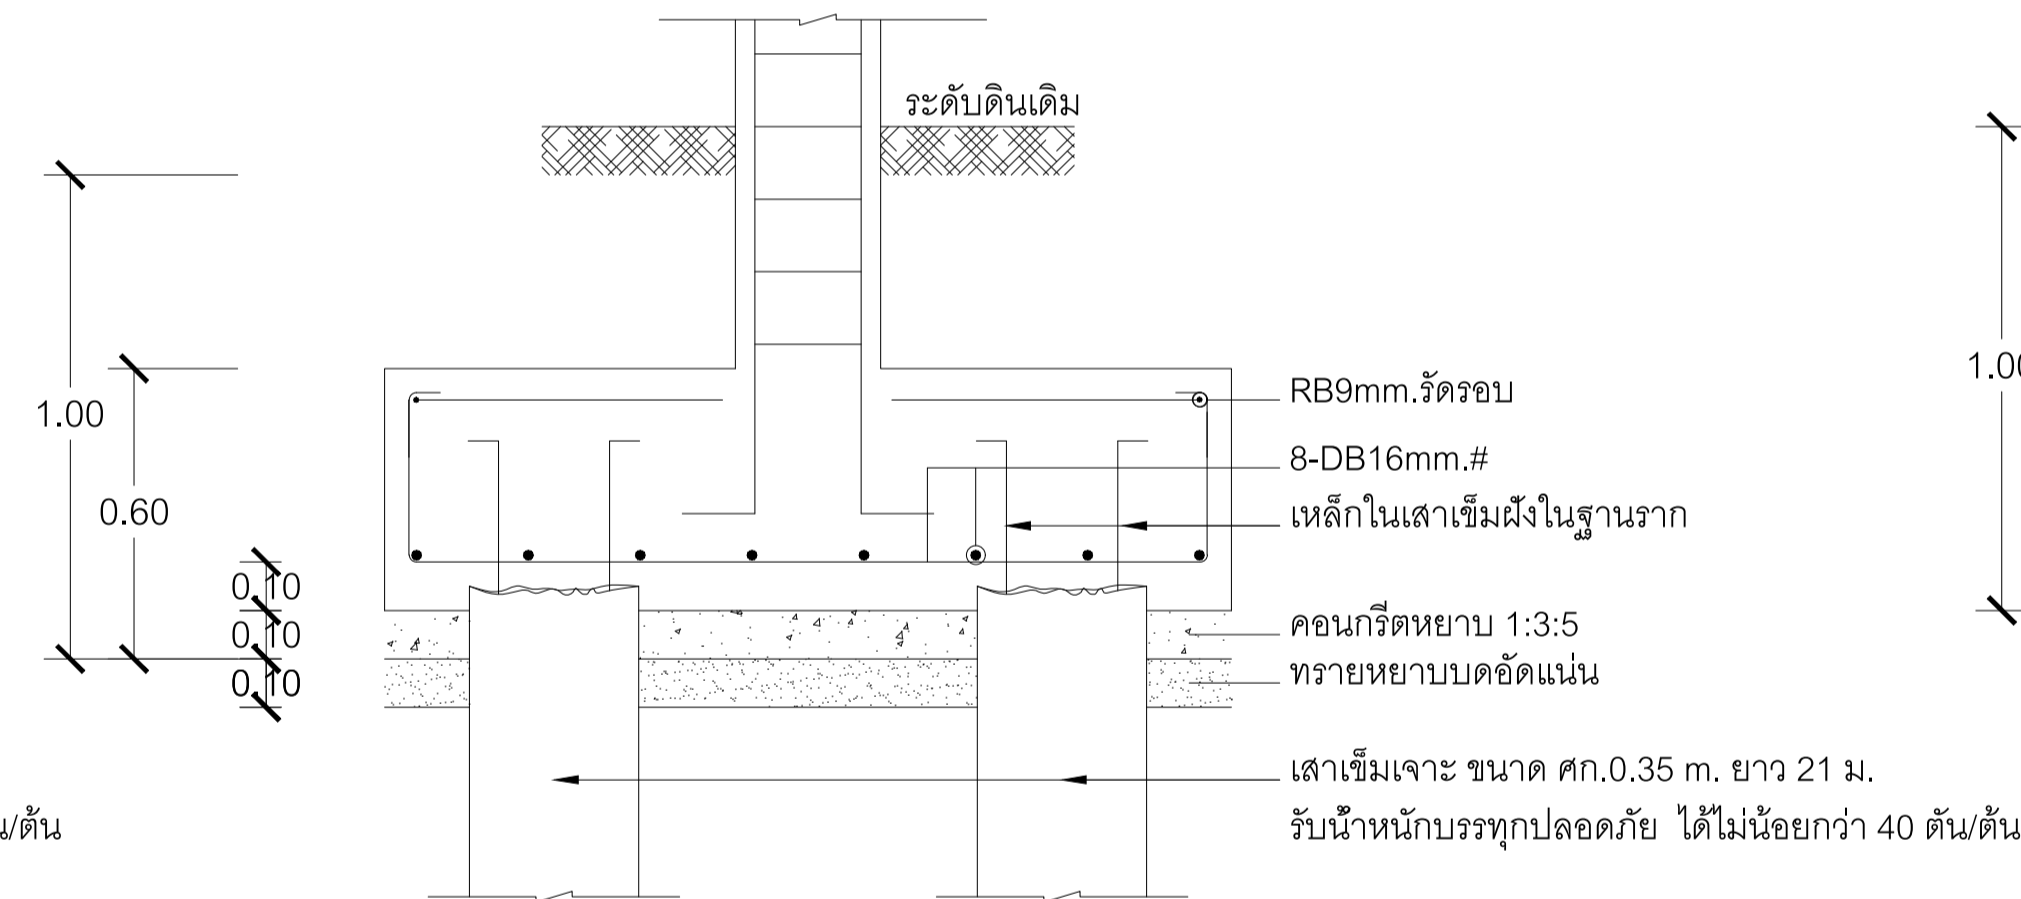 ระดับดินเดิม
1.00
1.00
RB9mm.รัดรอบ
8-DB16mm.#
0.60
เหล็กในเสาเข็มฝังในฐานราก
0.10
0.10
คอนกรีตหยาบ 1:3:5
0.10
ทรายหยาบบดอัดแน่น
เสาเข็มเจาะ ขนาด ศก.0.35 m. ยาว 21 ม.
/ต้น
รับน้ำหนักบรรทุกปลอดภัย ได้ไม่น้อยกว่า 40 ตัน/ต้น